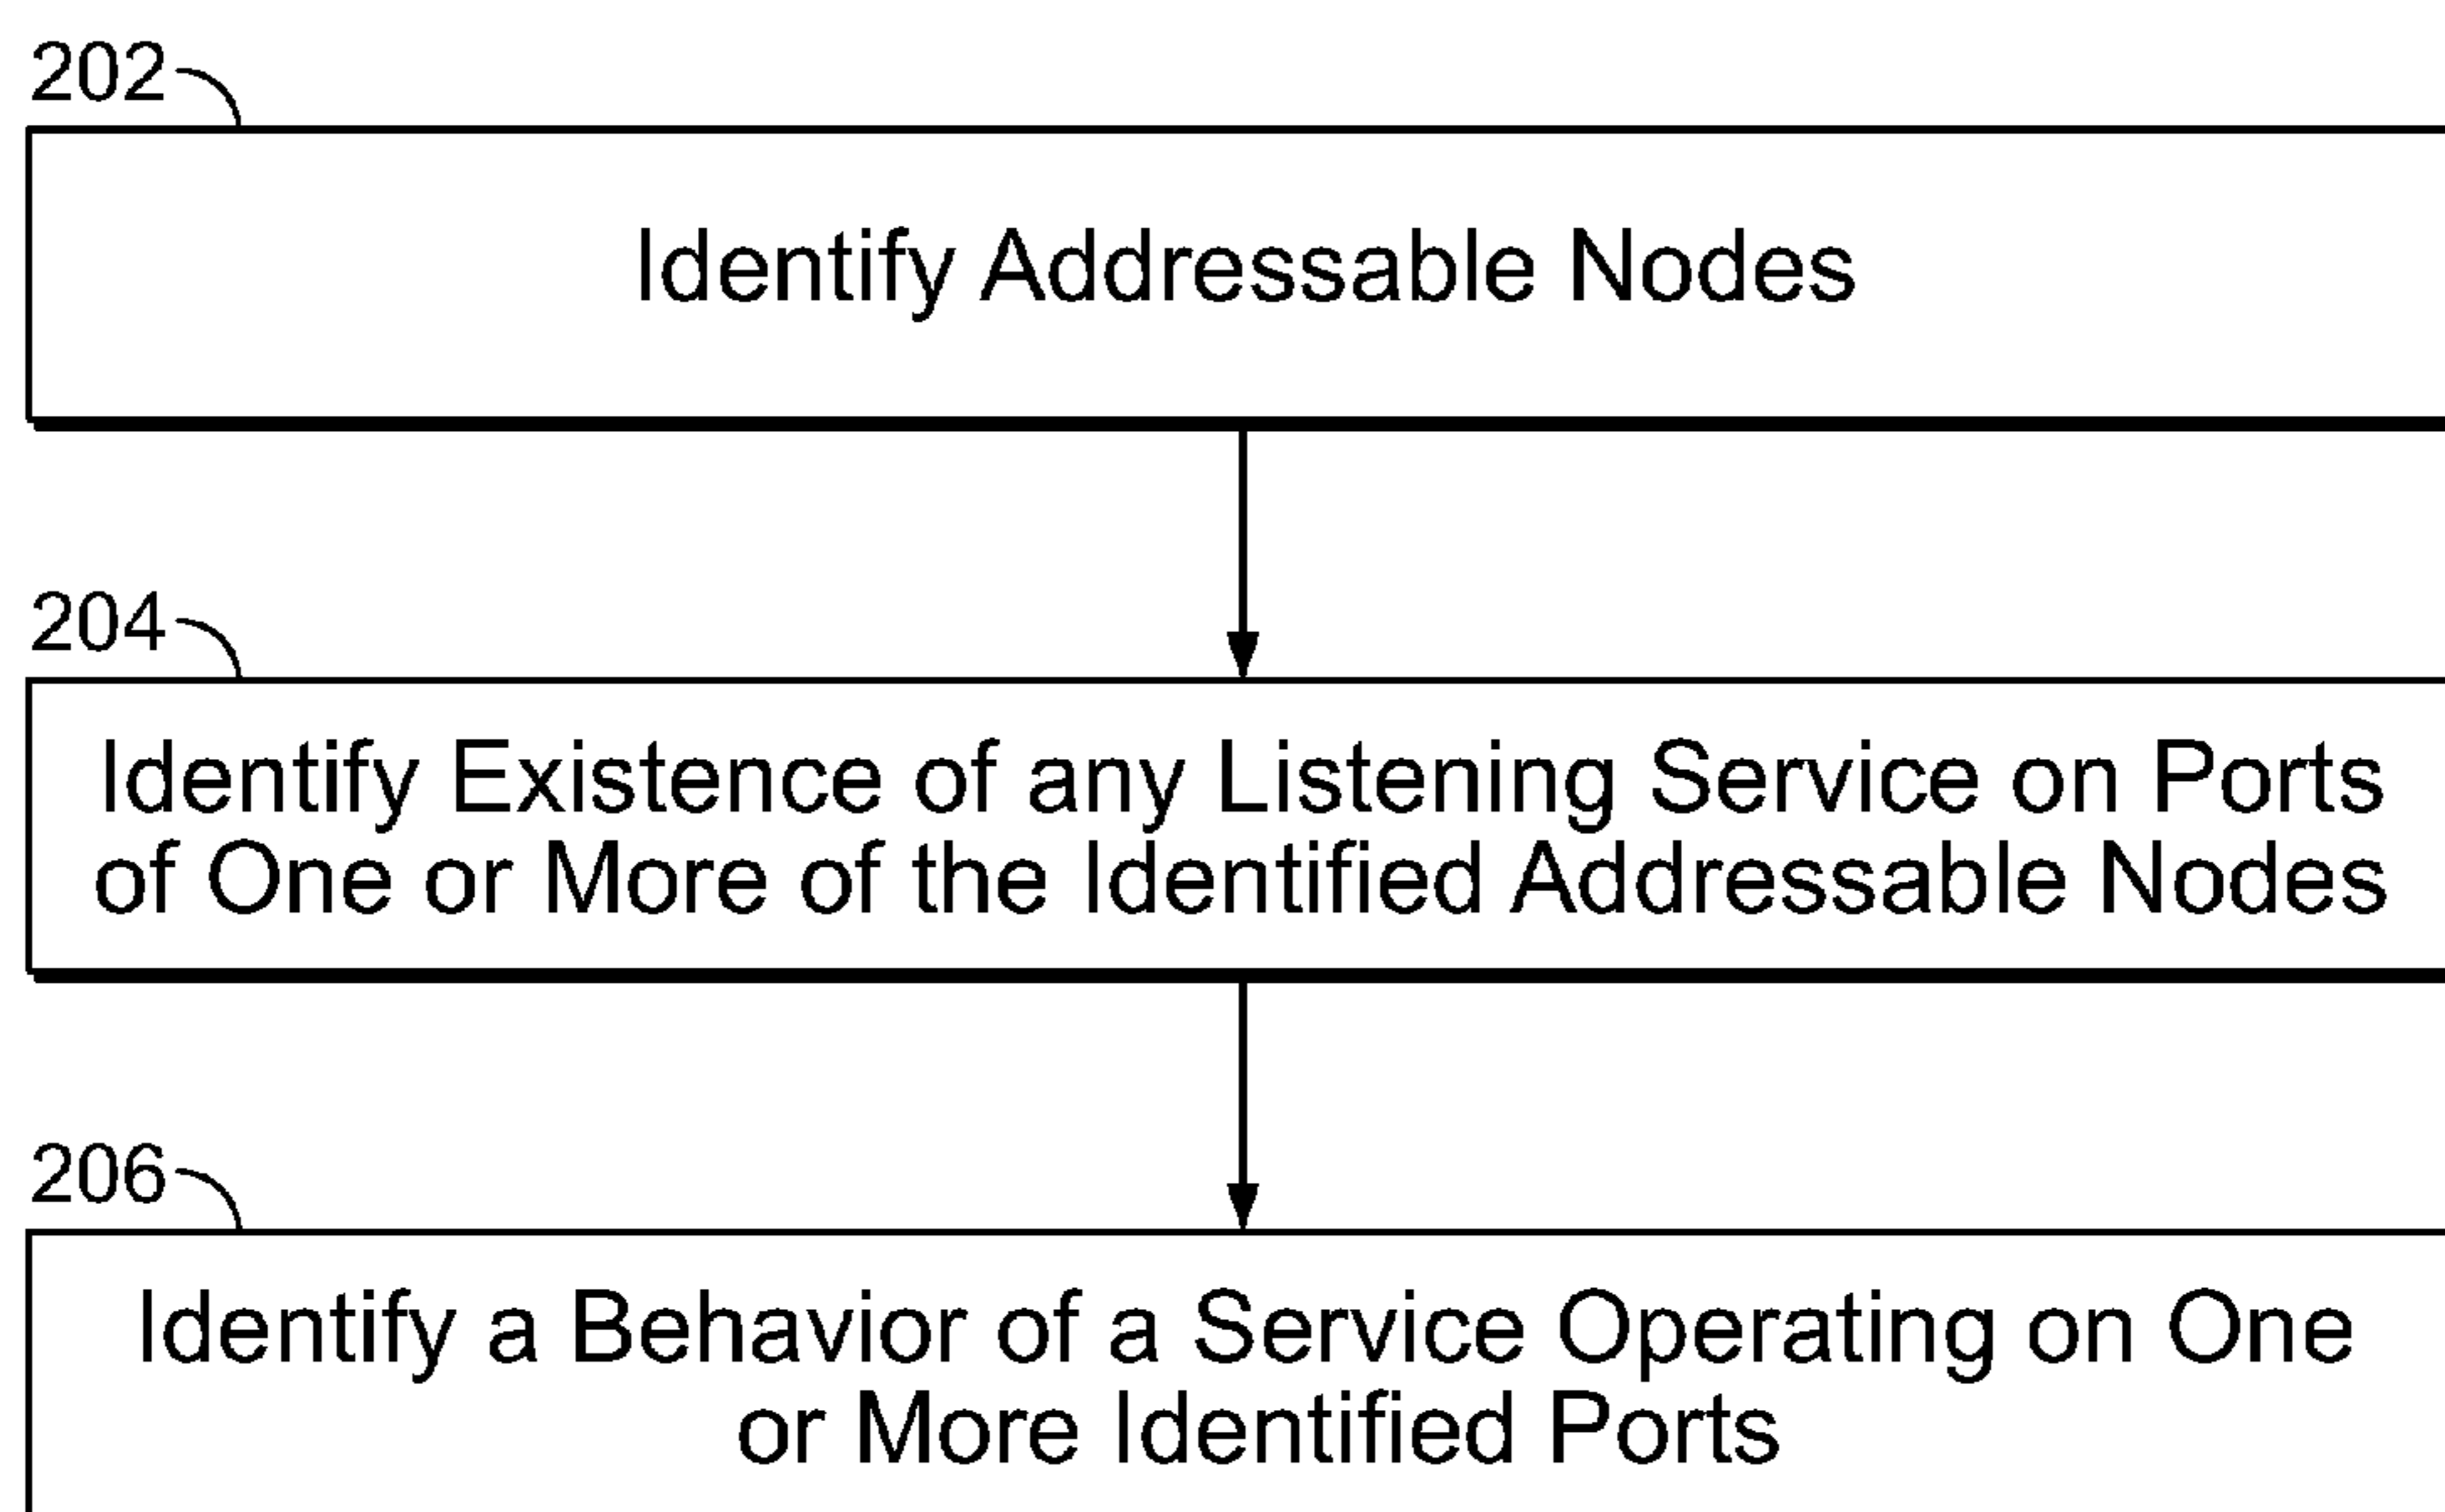 202
Identify Addressable Nodes
204
Identify Existence of any Listening Service on Ports
of One or More of the Identified Addressable Nodes
206
Identify a Behavior of a Service Operating on One
or More Identified Ports